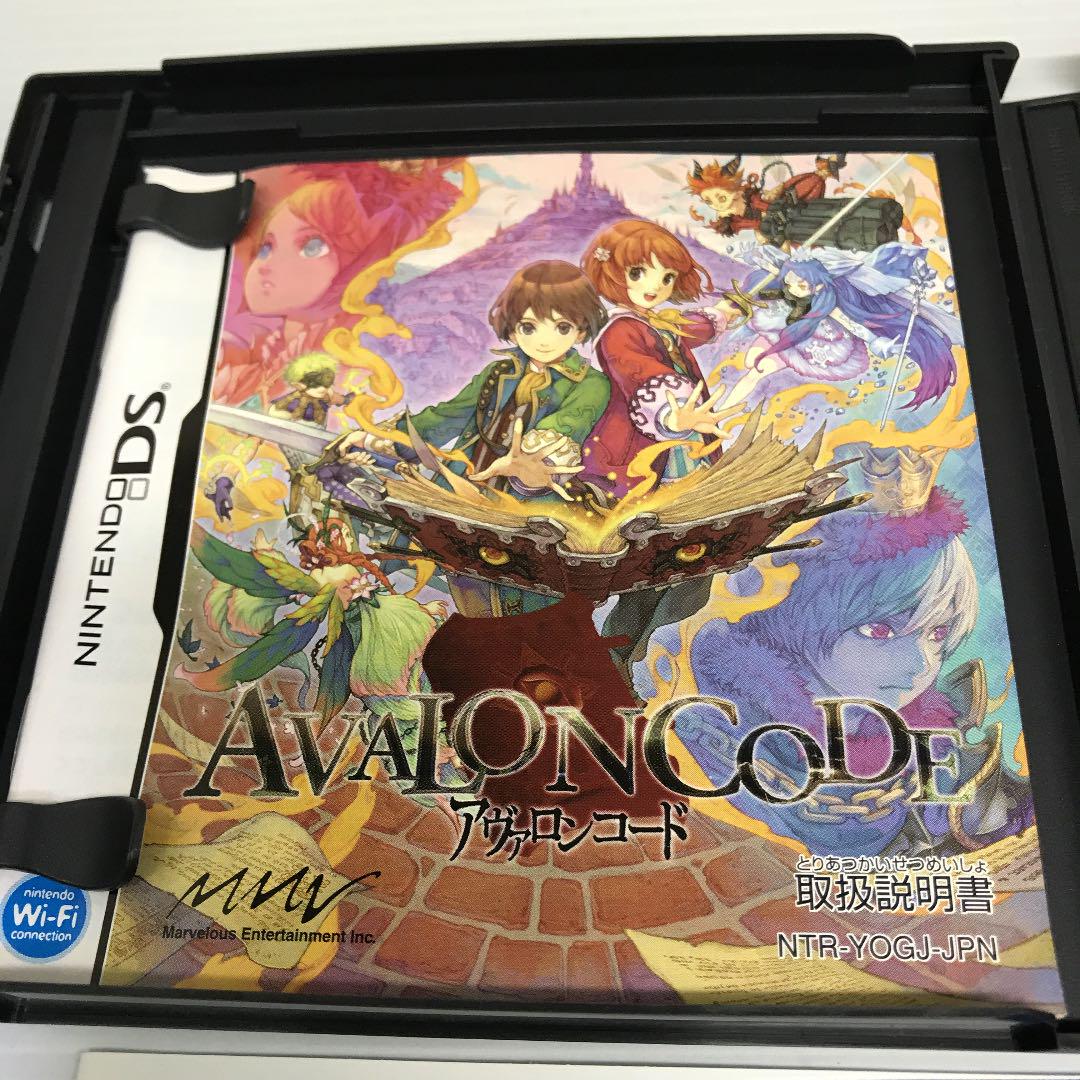 NINTENDO DS®
AVALON CODE
アヴァロンコード
とりあつかいせつめいしょ
取扱説明書
NTR-YOGJ-JPN
MMV
Marvelous Entertainment Inc.
nintendo
Wi-Fi
connection